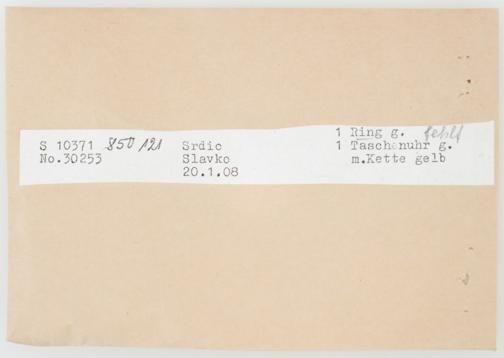 S 10371 850 121
No.30253
Srdic
Slavko
20.1.08
1 Ring g. fehlt
1 Taschenuhr g.
m.Kette gelb